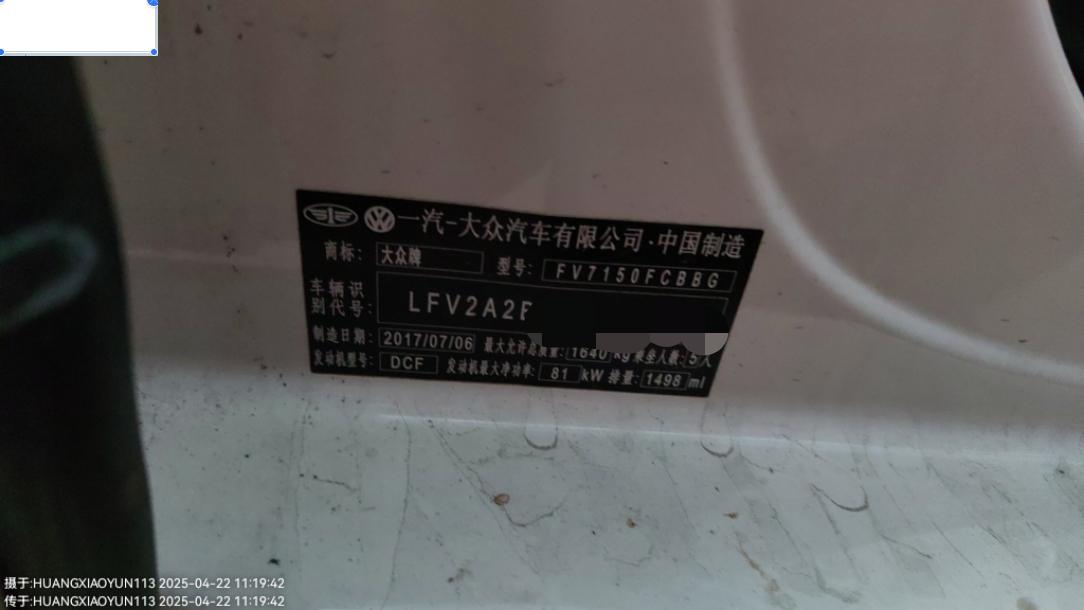 一汽-大众汽车有限公司·中国制造
商标: 大众牌 型号: FV7150FCBBG
车辆识别代号: LFV2A2
制造日期: 2017/07/06 最大允许总质量: 1640 kg 乘坐人数: 5人
发动机型号: DCF 发动机最大净功率: 81 kW 排量: 1498 ml
摄于:HUANGXIAOYUN113 2025-04-22 11:19:42
传于:HUANGXIAOYUN113 2025-04-22 11:19:42